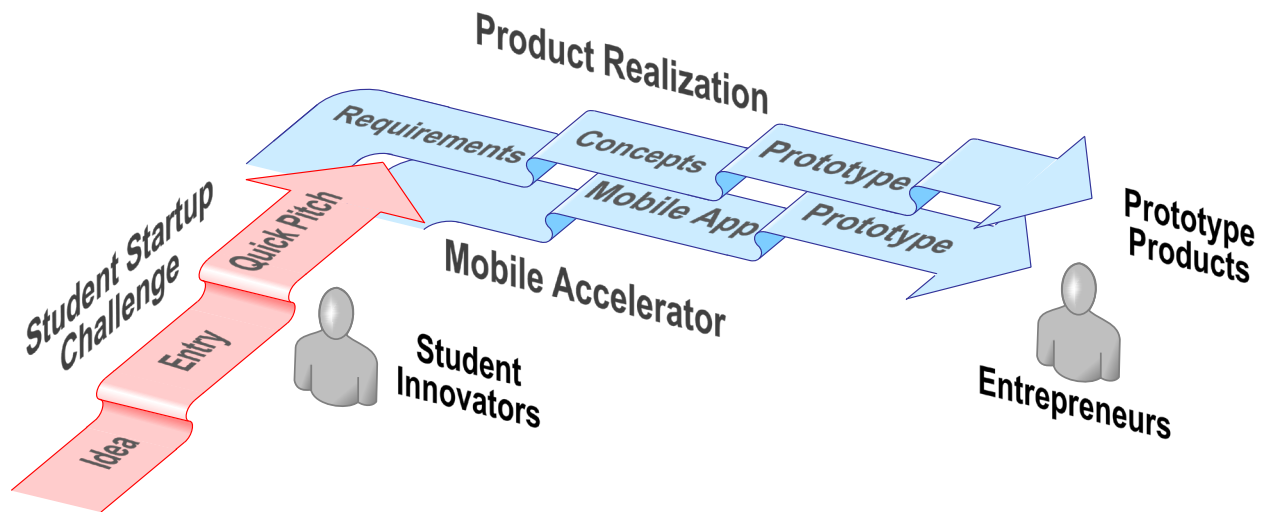 Product Realization
Requirements
Concepts
Prototype
Mobile App
Prototype
Prototype
Products
Student Startup
Challenge
Quick Pitch
Mobile Accelerator
Entry
Student
Innovators
Entrepreneurs
Idea